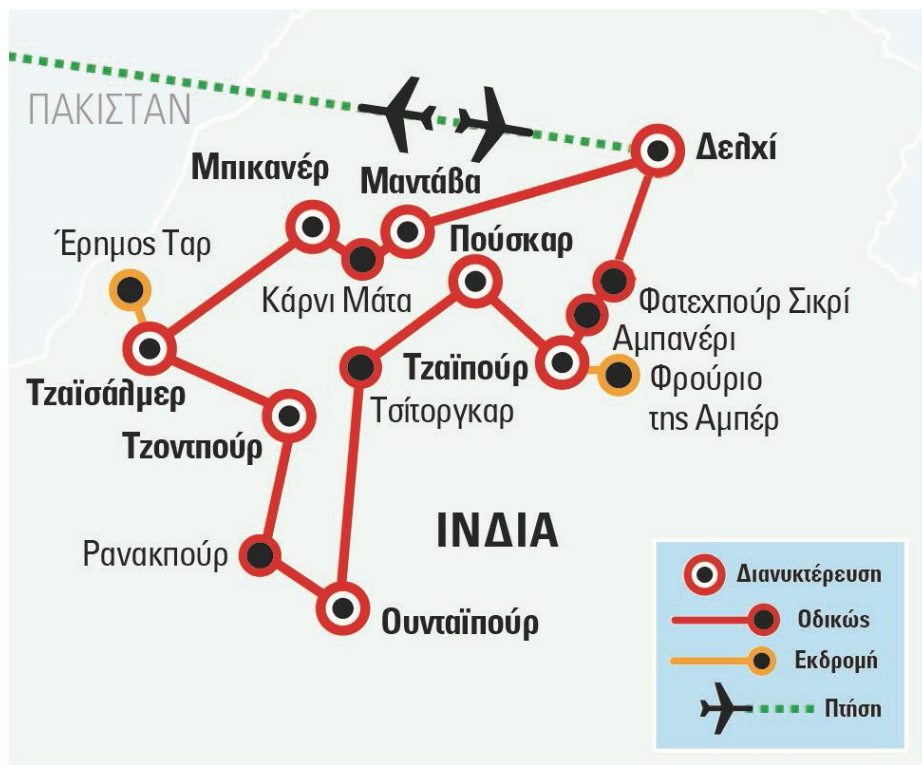 ΠΑΚΙΣΤΑΝ
Δελχί
Μπικανέρ
Μαντάβα
Πούσκαρ
Έρημος Ταρ
Κάρνι Μάτα
Φατεχπούρ Σικρί
Αμπανέρι
Τζαϊπούρ
Φρούριο
της Αμπέρ
Τζαϊσάλμερ
Τσίτοργκαρ
Τζοντπούρ
ΙΝΔΙΑ
Ρανακπούρ
Ουνταϊπούρ
Διανυκτέρευση
Οδικώς
Εκδρομή
Πτήση